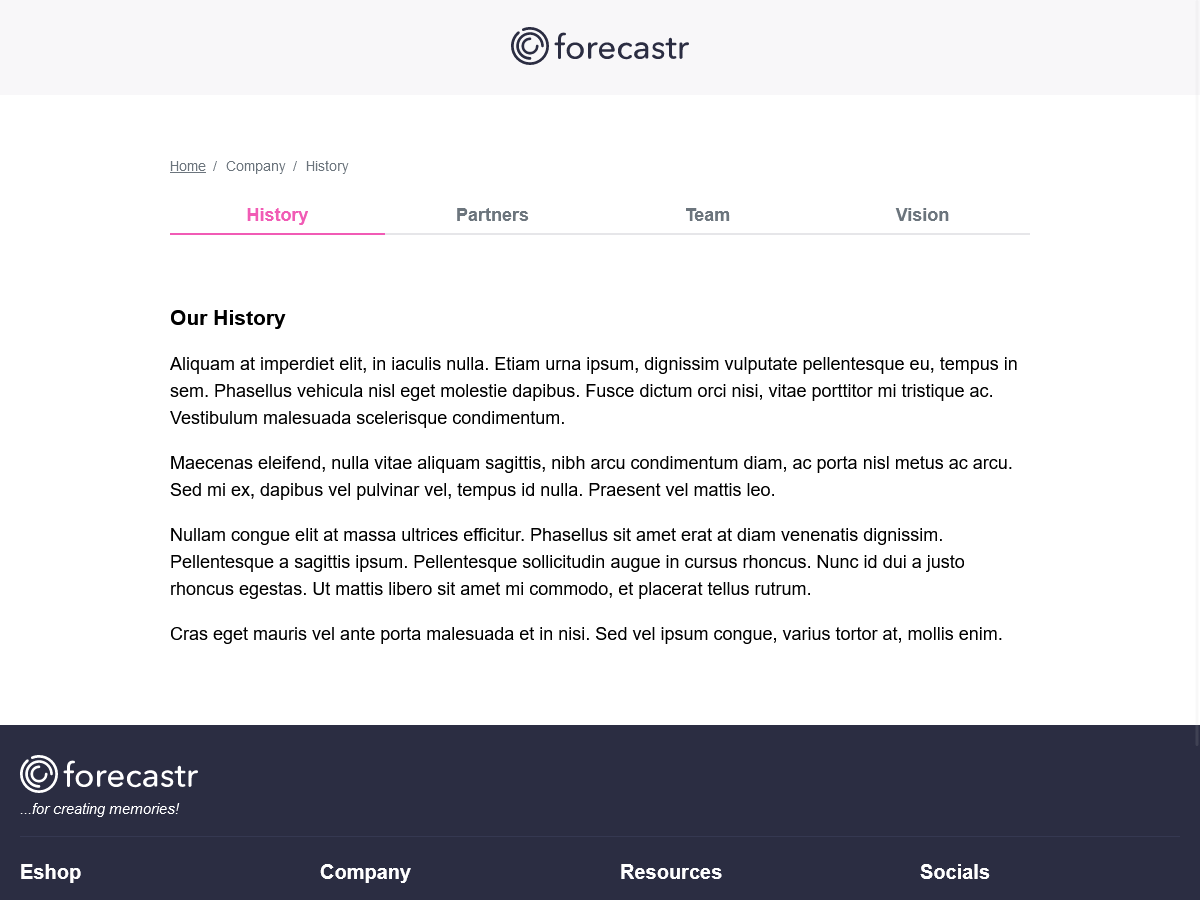 forecastr
Home / Company / History
History Partners Team Vision
Our History
Aliquam at imperdiet elit, in iaculis nulla. Etiam urna ipsum, dignissim vulputate pellentesque eu, tempus in
sem. Phasellus vehicula nisl eget molestie dapibus. Fusce dictum orci nisi, vitae porttitor mi tristique ac.
Vestibulum malesuada scelerisque condimentum.
Maecenas eleifend, nulla vitae aliquam sagittis, nibh arcu condimentum diam, ac porta nisl metus ac arcu.
Sed mi ex, dapibus vel pulvinar vel, tempus id nulla. Praesent vel mattis leo.
Nullam congue elit at massa ultrices efficitur. Phasellus sit amet erat at diam venenatis dignissim.
Pellentesque a sagittis ipsum. Pellentesque sollicitudin augue in cursus rhoncus. Nunc id dui a justo
rhoncus egestas. Ut mattis libero sit amet mi commodo, et placerat tellus rutrum.
Cras eget mauris vel ante porta malesuada et in nisi. Sed vel ipsum congue, varius tortor at, mollis enim.
forecastr
...for creating memories!
Eshop Company Resources Socials